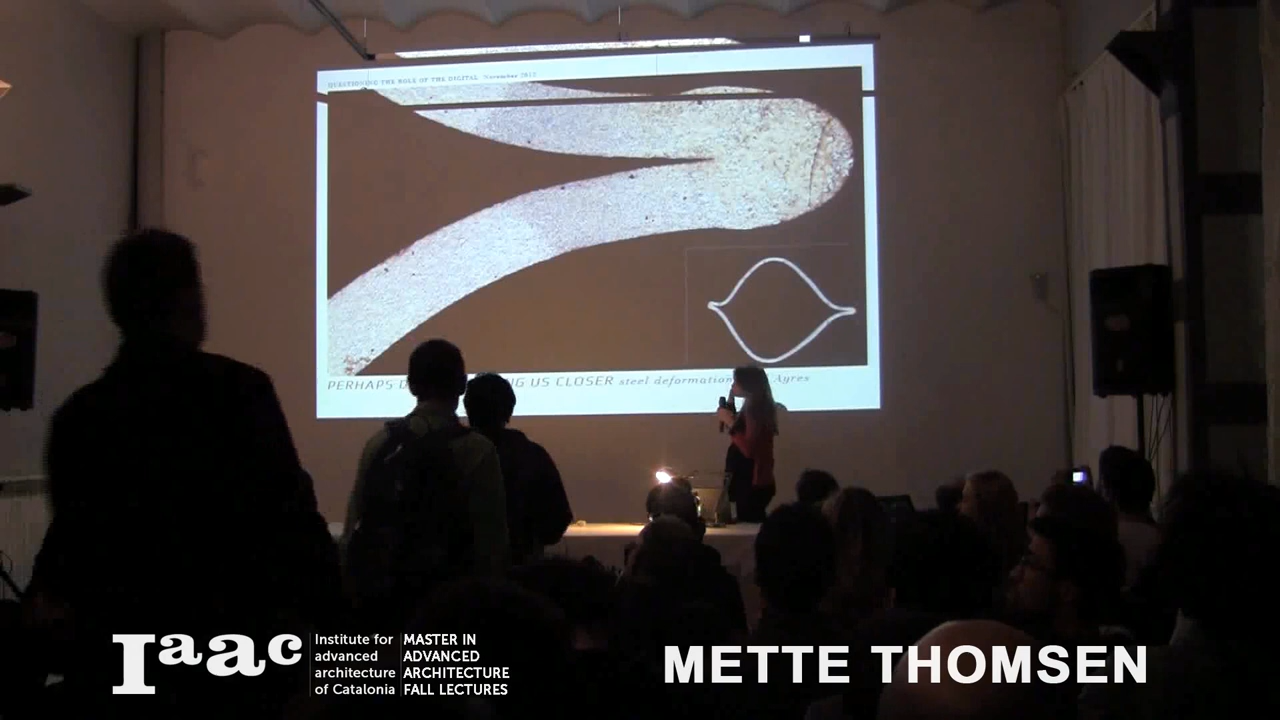 QUESTIONING THE ROLE OF THE DIGITAL November 2012
PERHAPS D
NG US CLOSER steel deformation
Ayres
Iaac
Institute for
advanced
architecture
of Catalonia
MASTER IN
ADVANCED
ARCHITECTURE
FALL LECTURES
METTE THOMSEN